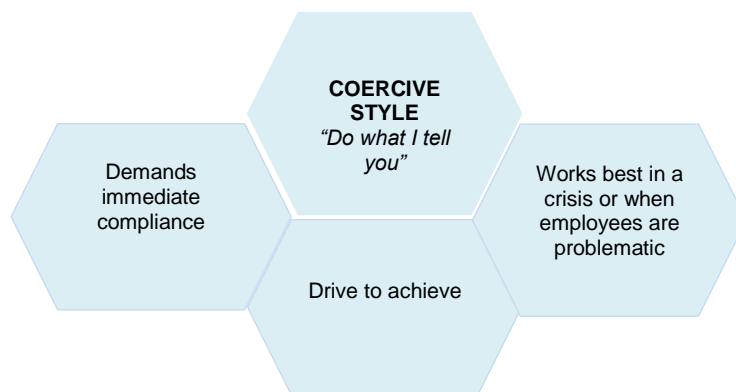 COERCIVE
STYLE
“Do what I tell
you”
Demands
immediate
compliance
Works best in a
crisis or when
employees are
problematic
Drive to achieve